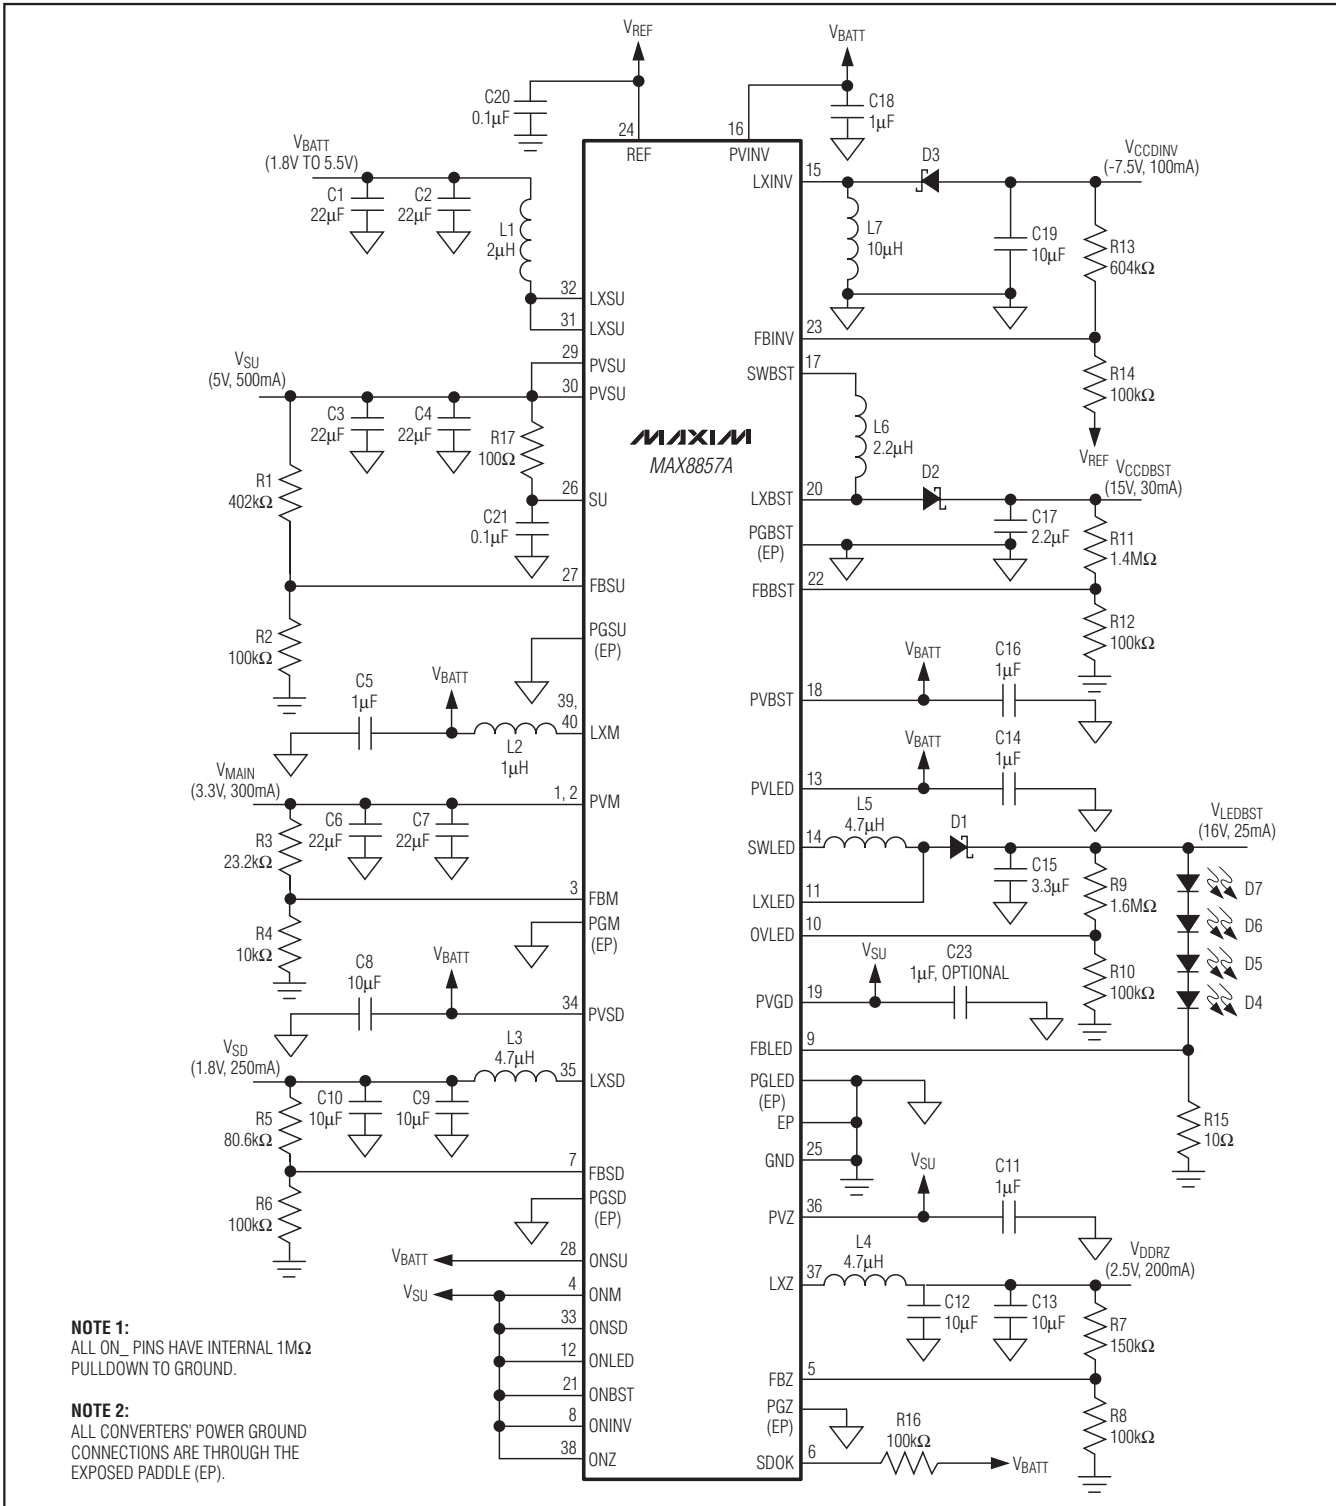 VREF
VBATT
C20
0.1µF
C18
1µF
24
REF
16
PVINV
VBATT
(1.8V TO 5.5V)
C1
22µF
C2
22µF
L1
2µH
32
LXSU
31
LXSU
29
PVSU
30
PVSU
VSU
(5V, 500mA)
C3
22µF
C4
22µF
R17
100Ω
R1
402kΩ
26
SU
C21
0.1µF
27
FBSU
R2
100kΩ
PGSU
(EP)
C5
1µF
VBATT
39,
40
LXM
L2
1µH
VMAIN
(3.3V, 300mA)
1, 2
PVM
R3
23.2kΩ
C6
22µF
C7
22µF
3
FBM
R4
10kΩ
PGM
(EP)
C8
10µF
VBATT
34
PVSD
VSD
(1.8V, 250mA)
L3
4.7µH
35
LXSD
C10
10µF
C9
10µF
R5
80.6kΩ
7
FBSD
R6
100kΩ
PGSD
(EP)
VBATT
28
ONSU
VSU
4
ONM
33
ONSD
12
ONLED
21
ONBST
8
ONINV
38
ONZ
NOTE 1:
ALL ON_ PINS HAVE INTERNAL 1MΩ
PULLDOWN TO GROUND.
NOTE 2:
ALL CONVERTERS' POWER GROUND
CONNECTIONS ARE THROUGH THE
EXPOSED PADDLE (EP).
MAXIM
MAX8857A
LXINV
15
D3
VCCDINV
(-7.5V, 100mA)
L7
10µH
C19
10µF
R13
604kΩ
FBINV
23
SWBST
17
R14
100kΩ
VREF
L6
2.2µH
LXBST
20
D2
VCCDBST
(15V, 30mA)
PGBST
(EP)
C17
2.2µF
R11
1.4MΩ
FBBST
22
R12
100kΩ
PVBST
18
VBATT
C16
1µF
PVLED
13
VBATT
C14
1µF
SWLED
14
L5
4.7µH
D1
VLEDBST
(16V, 25mA)
LXLED
11
C15
3.3µF
R9
1.6MΩ
D7
D6
D5
D4
OVLED
10
R10
100kΩ
VSU
C23
1µF, OPTIONAL
PVGD
19
FBLED
9
PGLED
(EP)
EP
GND
25
R15
10Ω
VSU
C11
1µF
PVZ
36
LXZ
37
L4
4.7µH
VDDRZ
(2.5V, 200mA)
C12
10µF
C13
10µF
R7
150kΩ
FBZ
5
PGZ
(EP)
R8
100kΩ
R16
100kΩ
SDOK
6
VBATT